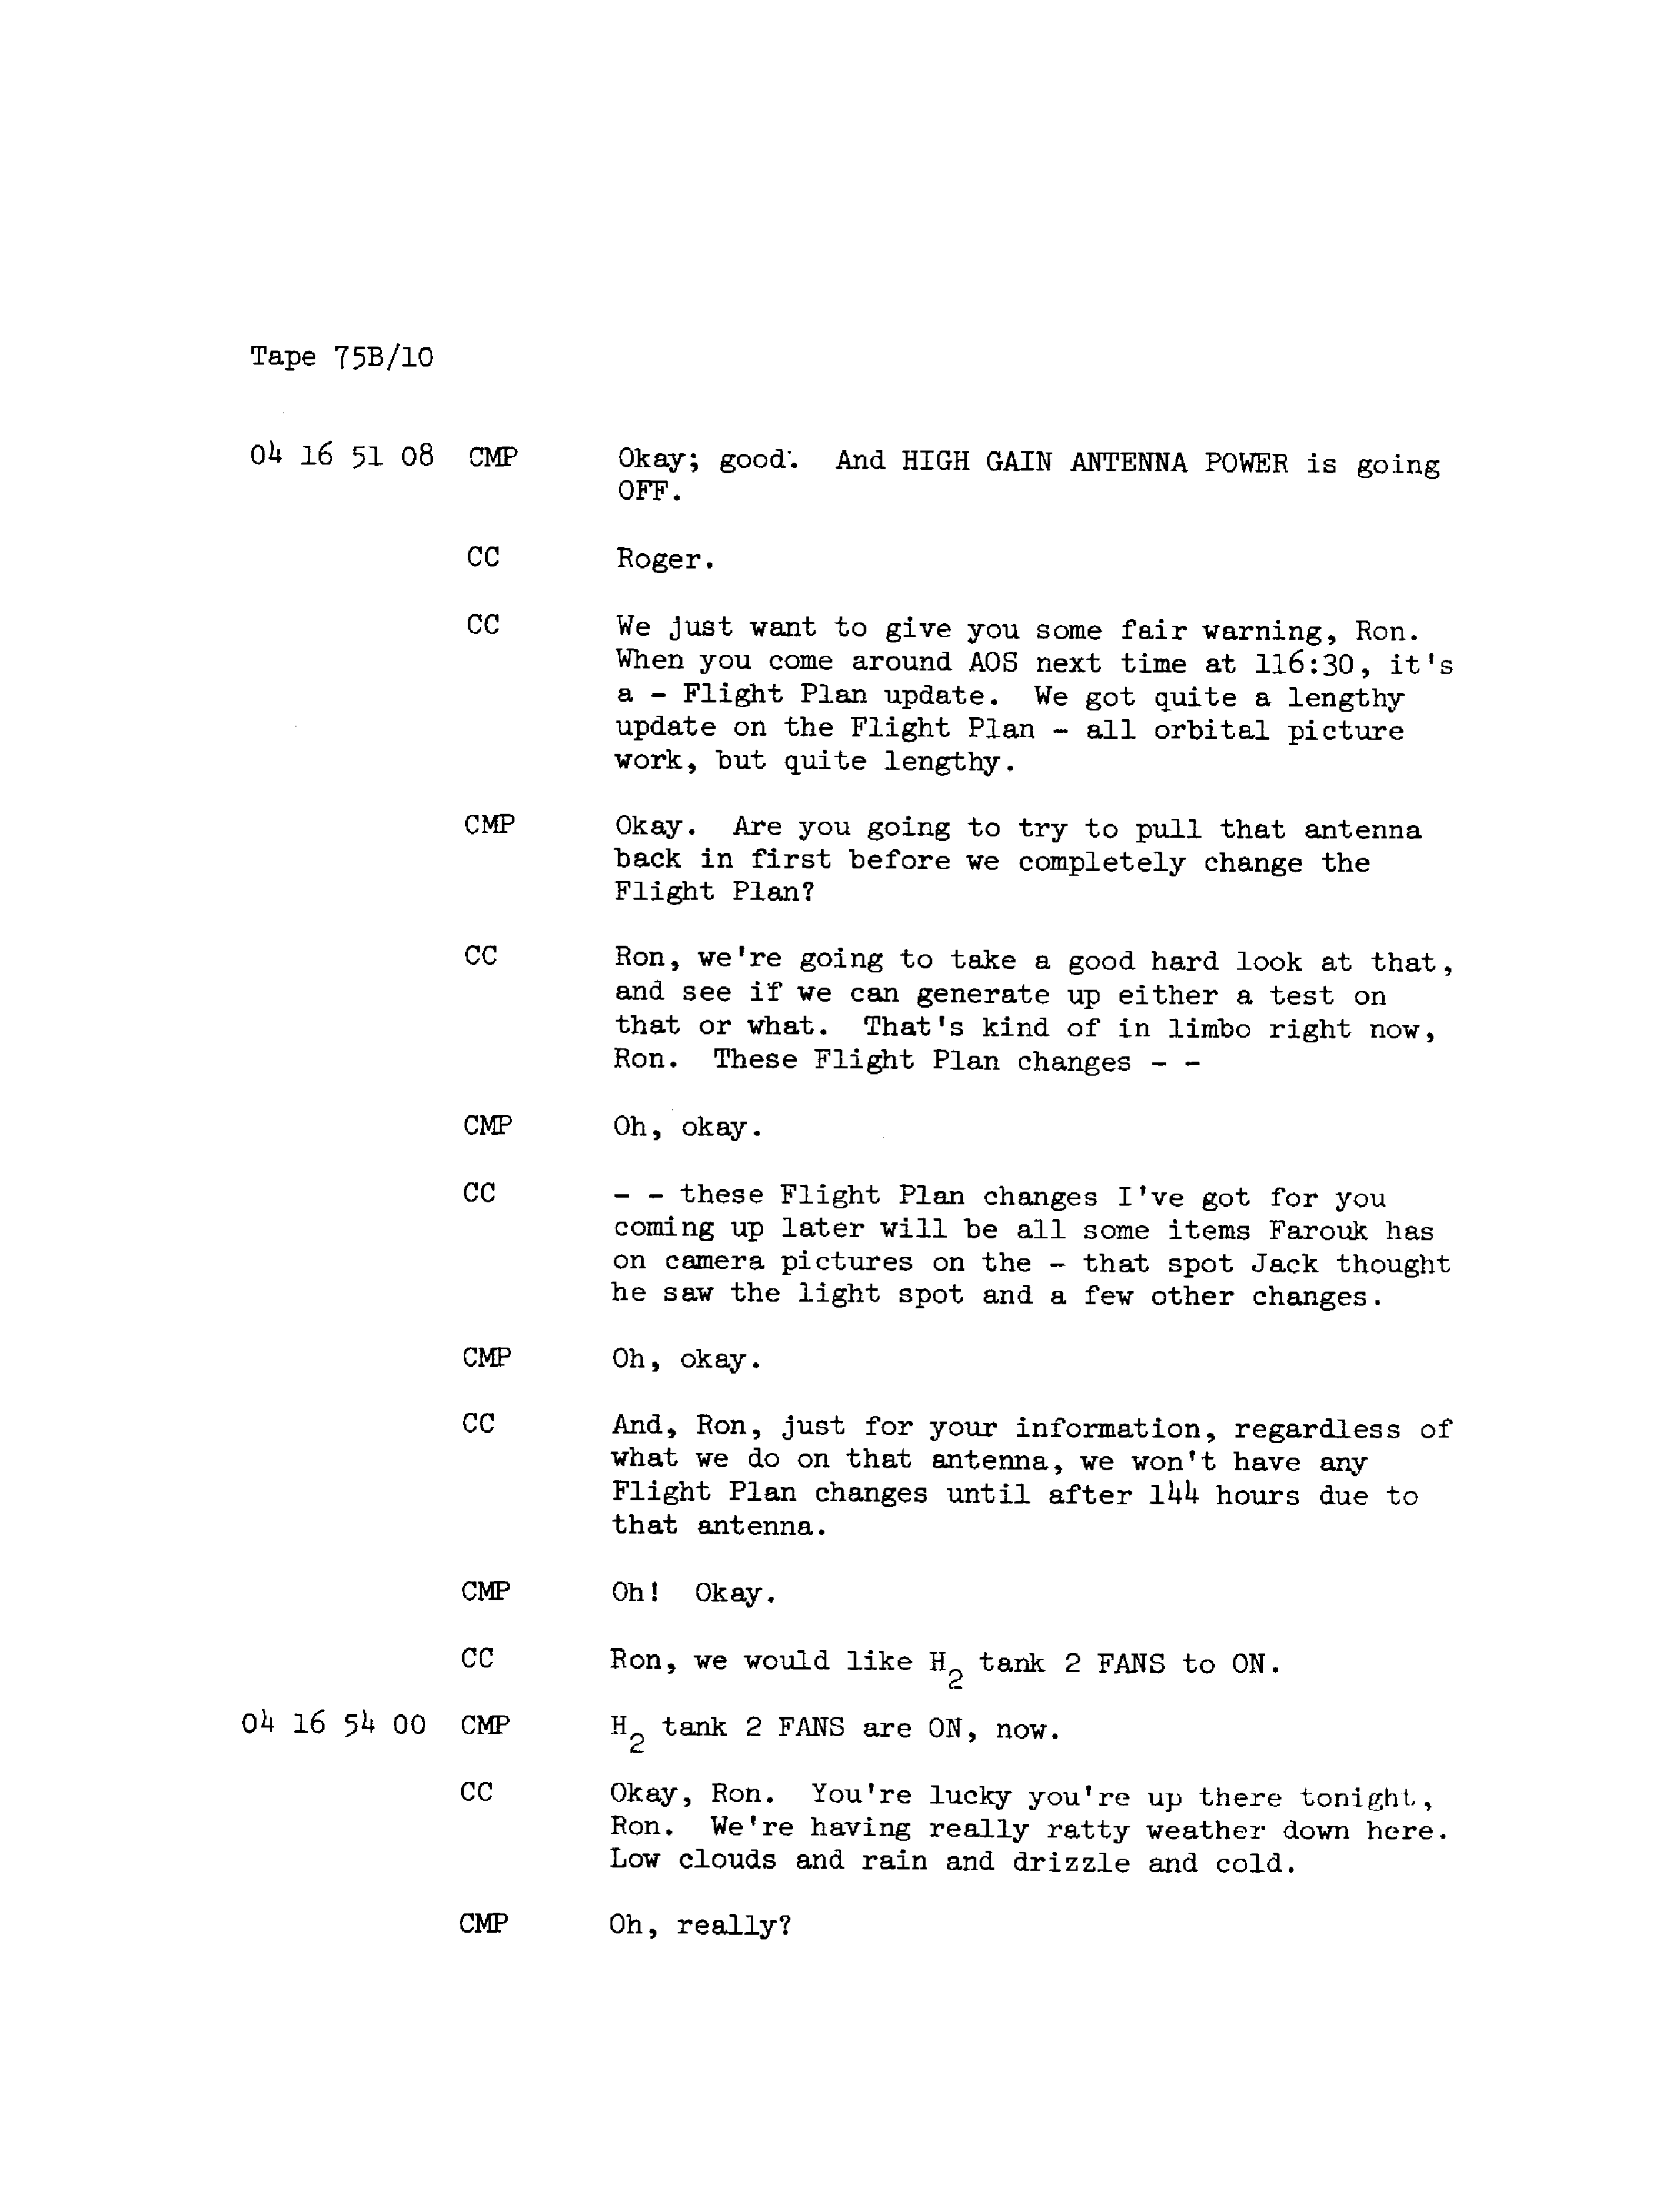 Tape 75B/10
04 16 51 08 CMP Okay; good. And HIGH GAIN ANTENNA POWER is going
OFF.
CC Roger.
CC We just want to give you some fair warning, Ron.
When you come around AOS next time at 116:30, it's
a - Flight Plan update. We got quite a lengthy
update on the Flight Plan - all orbital picture
work, but quite lengthy.
CMP Okay. Are you going to try to pull that antenna
back in first before we completely change the
Flight Plan?
CC Ron, we're going to take a good hard look at that,
and see if we can generate up either a test on
that or what. That's kind of in limbo right now,
Ron. These Flight Plan changes - -
CMP Oh, okay.
CC - - these Flight Plan changes I've got for you
coming up later will be all some items Farouk has
on camera pictures on the - that spot Jack thought
he saw the light spot and a few other changes.
CMP Oh, okay.
CC And, Ron, just for your information, regardless of
what we do on that antenna, we won't have any
Flight Plan changes until after 144 hours due to
that antenna.
CMP Oh! Okay.
CC Ron, we would like H2 tank 2 FANS to ON.
04 16 54 00 CMP H2 tank 2 FANS are ON, now.
CC Okay, Ron. You're lucky you're up there tonight,
Ron. We're having really ratty weather down here.
Low clouds and rain and drizzle and cold.
CMP Oh, really?